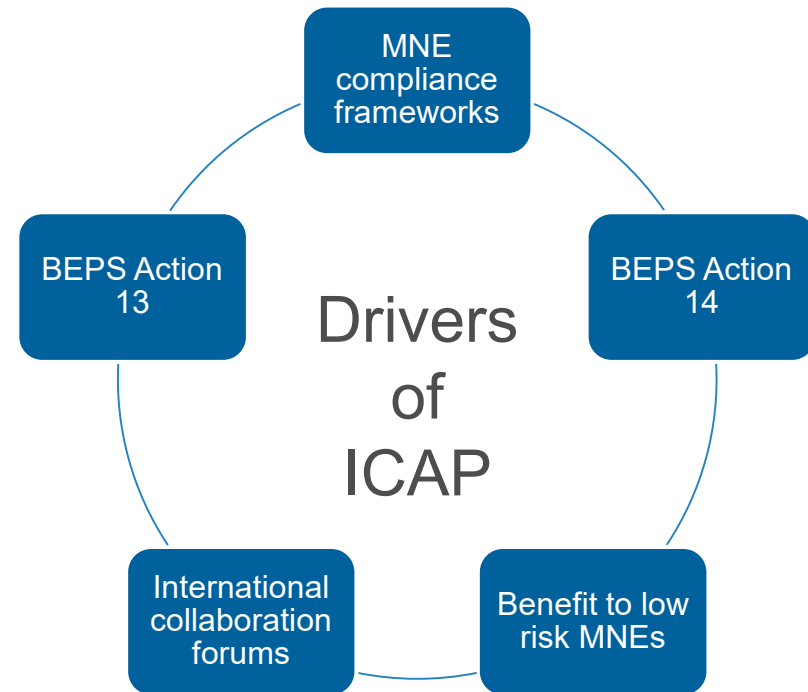 MNE
compliance
frameworks
BEPS Action
13
BEPS Action
14
Drivers
of
ICAP
International
collaboration
forums
Benefit to low
risk MNEs